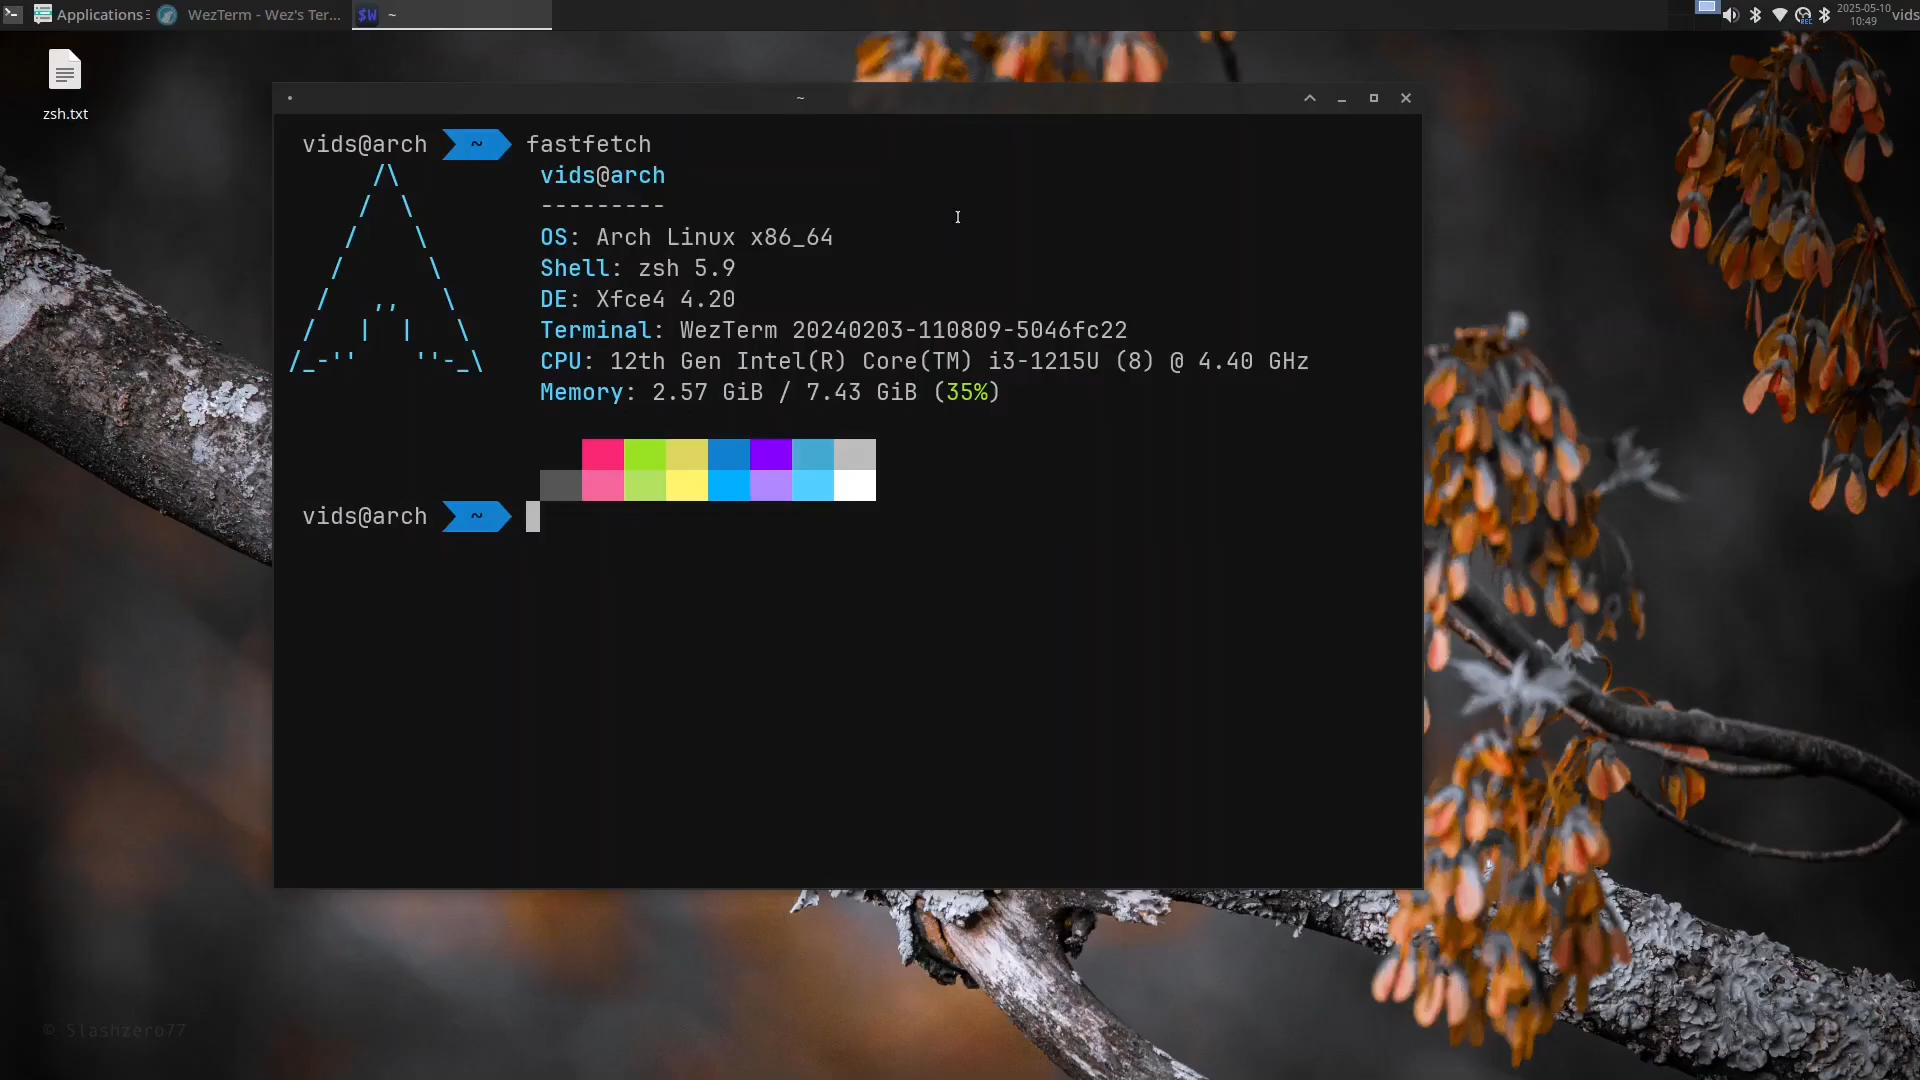 Applications
WezTerm - Wez's Ter...
$W ~
2025-05-10
10:49
vids
zsh.txt
~
vids@arch ~ fastfetch
vids@arch
---------
OS: Arch Linux x86_64
Shell: zsh 5.9
DE: Xfce4 4.20
Terminal: WezTerm 20240203-110809-5046fc22
CPU: 12th Gen Intel(R) Core(TM) i3-1215U (8) @ 4.40 GHz
Memory: 2.57 GiB / 7.43 GiB (35%)
vids@arch ~
© Slashzero77